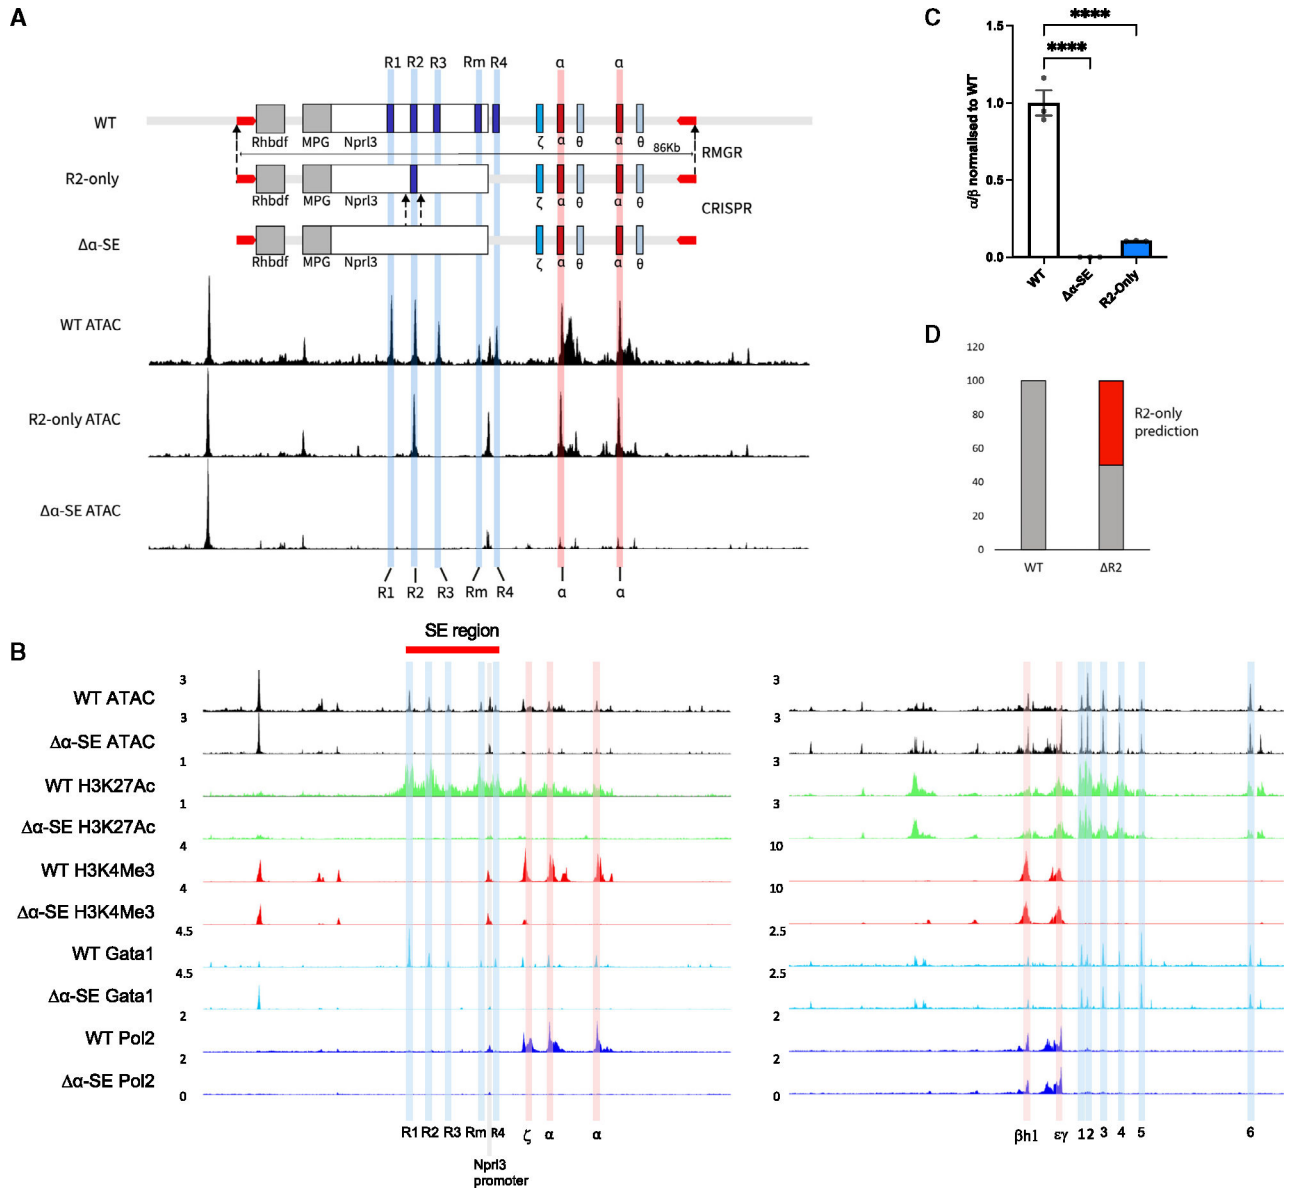 A
R1 R2 R3 Rm R4 α α
WT
Rhbdf MPG Nprl3 ζ α θ α θ
86Kb
RMGR
R2-only
Rhbdf MPG Nprl3 ζ α θ α θ
CRISPR
Δα-SE
Rhbdf MPG Nprl3 ζ α θ α θ
WT ATAC
R2-only ATAC
Δα-SE ATAC
R1 R2 R3 Rm R4 α α
C
α/β normalised to WT
1.5
1.0
0.5
0.0
****
****
WT
Δα-SE
R2-Only
D
120
100
80
60
40
20
0
R2-only
prediction
WT ΔR2
B
SE region
WT ATAC 3 3
Δα-SE ATAC 3 3
WT H3K27Ac 1 3
Δα-SE H3K27Ac 1 3
WT H3K4Me3 4 10
Δα-SE H3K4Me3 4 10
WT Gata1 4.5 2.5
Δα-SE Gata1 4.5 2.5
WT Pol2 2 2
Δα-SE Pol2 2 2
0 0
R1 R2 R3 Rm R4 ζ α α
Nprl3
promoter
βh1 εγ 1 2 3 4 5 6